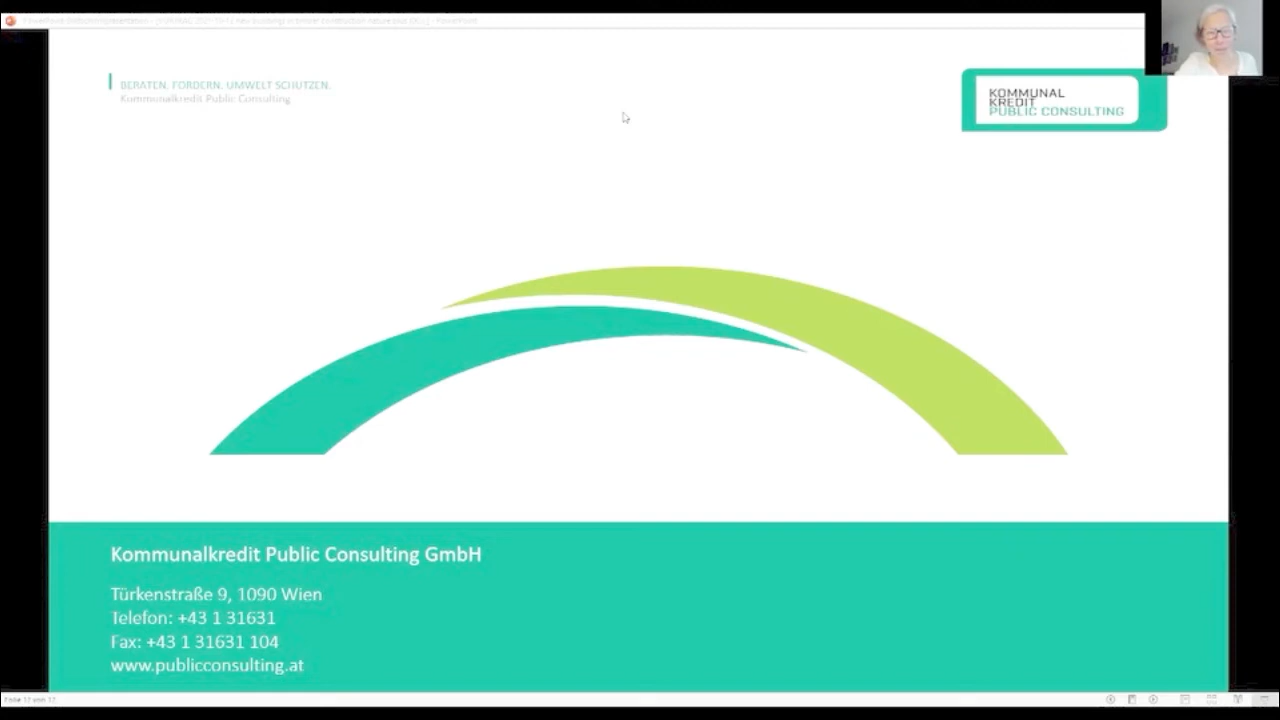 BERATEN. FÖRDERN. UMWELT SCHÜTZEN.
Kommunalkredit Public Consulting
KOMMUNAL
KREDIT
PUBLIC CONSULTING
Kommunalkredit Public Consulting GmbH
Türkenstraße 9, 1090 Wien
Telefon: +43 1 31631
Fax: +43 1 31631 104
www.publicconsulting.at